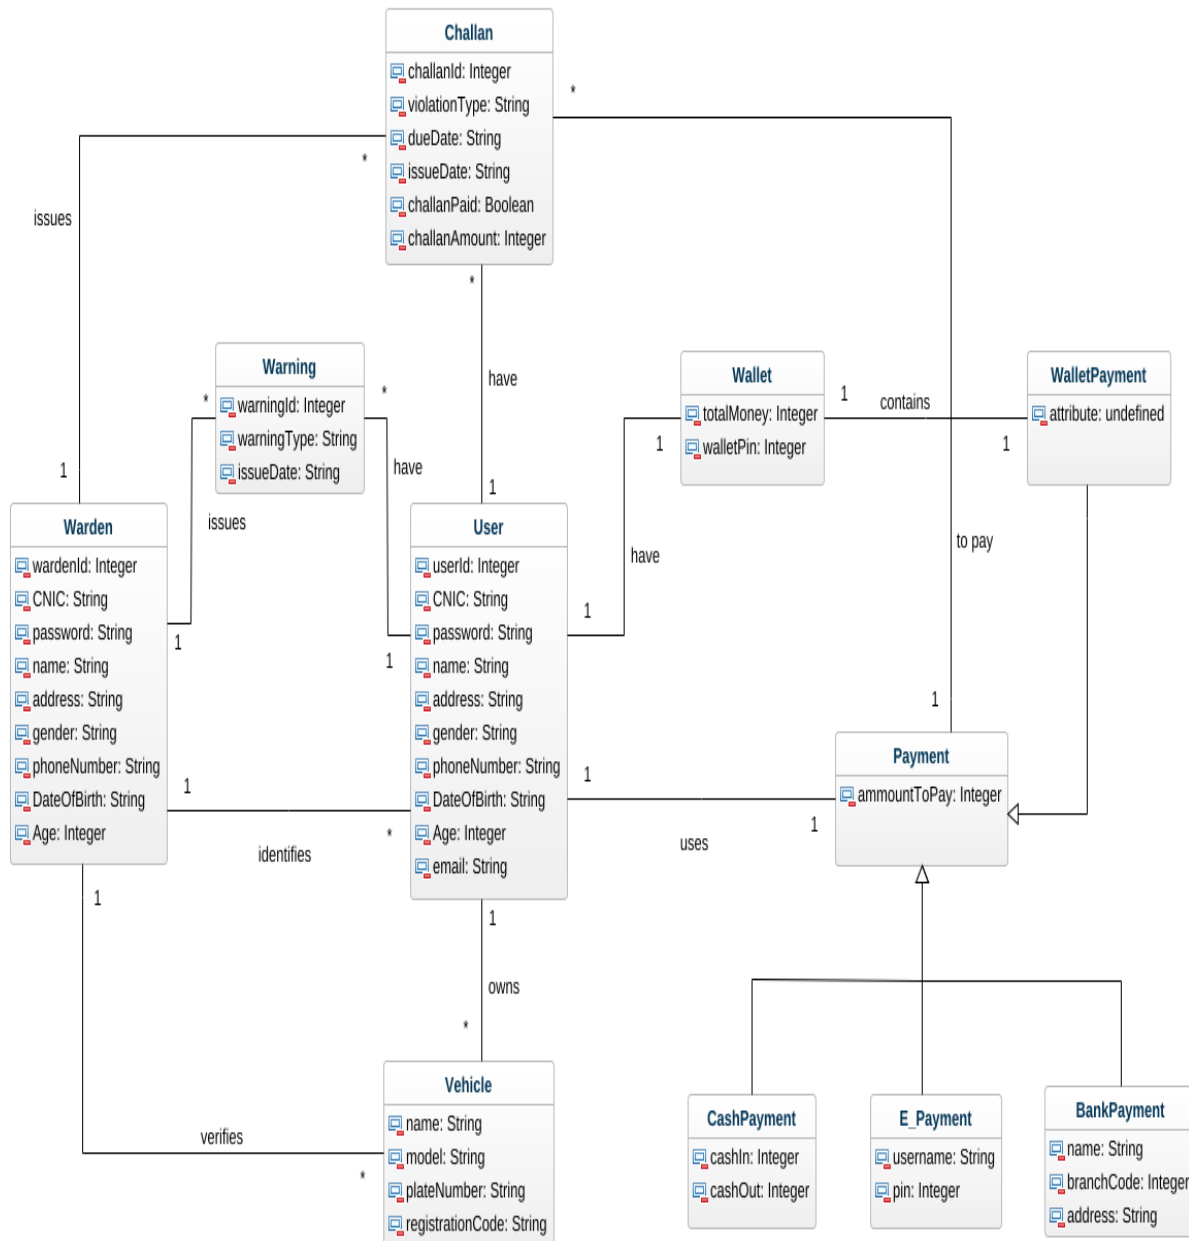 Challan
challanId: Integer
violationType: String
dueDate: String
issueDate: String
challanPaid: Boolean
challanAmount: Integer
*
*
issues
1
*
have
1
Warning
warningId: Integer
warningType: String
issueDate: String
*
*
issues
have
1
1
Wallet
totalMoney: Integer
walletPin: Integer
1
contains
1
1
have
1
WalletPayment
attribute: undefined
to pay
1
Warden
wardenId: Integer
CNIC: String
password: String
name: String
address: String
gender: String
phoneNumber: String
DateOfBirth: String
Age: Integer
User
userId: Integer
CNIC: String
password: String
name: String
address: String
gender: String
phoneNumber: String
DateOfBirth: String
Age: Integer
email: String
1
identifies
*
1
uses
1
Payment
ammountToPay: Integer
1
verifies
*
1
owns
*
Vehicle
name: String
model: String
plateNumber: String
registrationCode: String
CashPayment
cashIn: Integer
cashOut: Integer
E_Payment
username: String
pin: Integer
BankPayment
name: String
branchCode: Integer
address: String